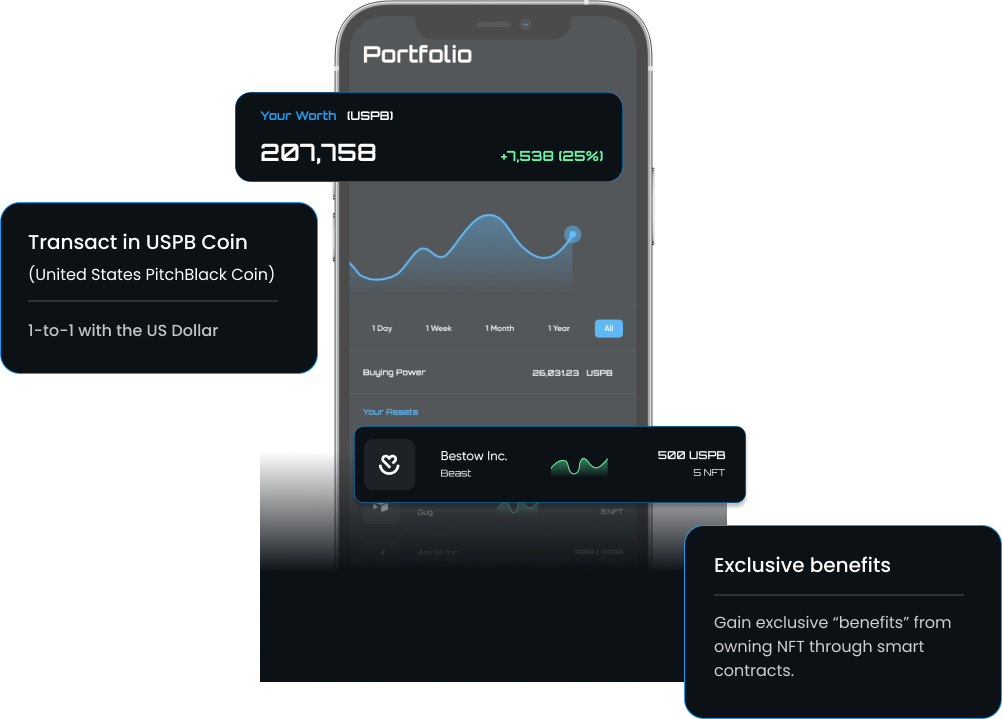 Portfolio
Your Worth (USPB)
207,758 +7,538 (25%)
Transact in USPB Coin
(United States PitchBlack Coin)
1-to-1 with the US Dollar
1 Day 1 Week 1 Month 1 Year All
Buying Power 26,031.23 USPB
Your Assets
Bestow Inc. 500 USPB
Beast 5 NFT
Gug 3 NFT
Apple Inc
Exclusive benefits
Gain exclusive “benefits” from
owning NFT through smart
contracts.